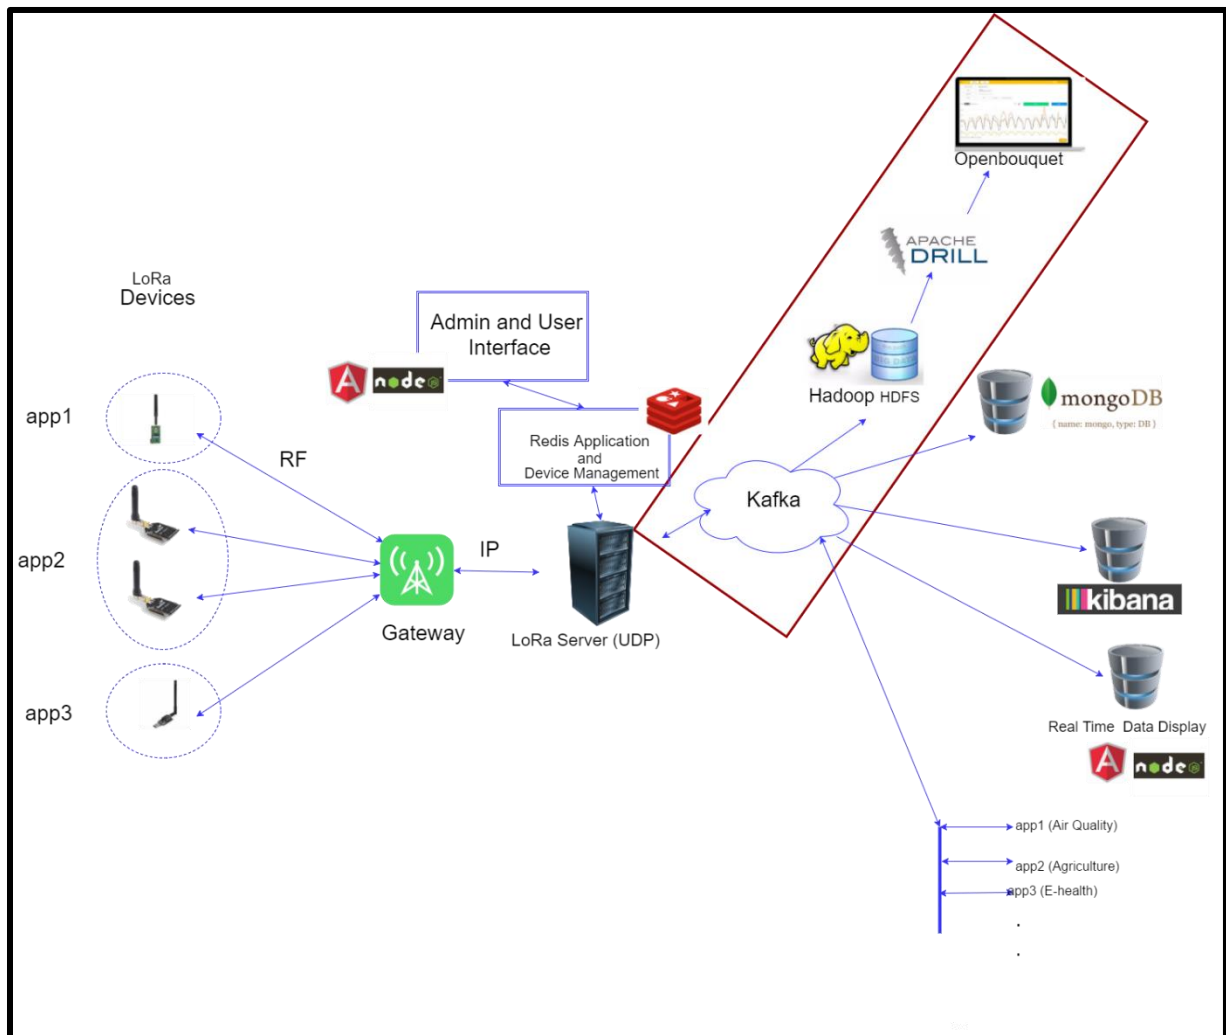 Openbouquet
APACHE
DRILL
LoRa
Devices
Admin and User
Interface
node
Hadoop HDFS
mongoDB
{ name: mongo, type: DB }
app1
RF
Redis Application
and
Device Management
Kafka
app2
IP
Gateway
LoRa Server (UDP)
kibana
app3
Real Time Data Display
node
app1 (Air Quality)
app2 (Agriculture)
app3 (E-health)
.
.